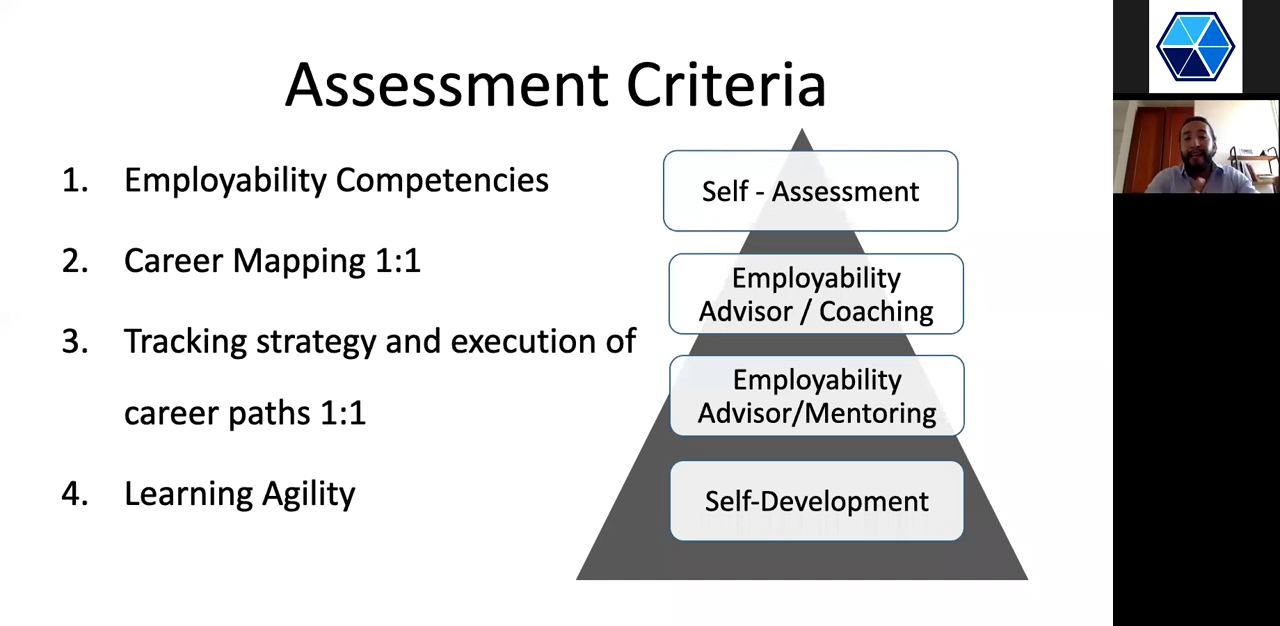 Assessment Criteria
1. Employability Competencies
2. Career Mapping 1:1
3. Tracking strategy and execution of
career paths 1:1
4. Learning Agility
Self - Assessment
Employability
Advisor / Coaching
Employability
Advisor/Mentoring
Self-Development